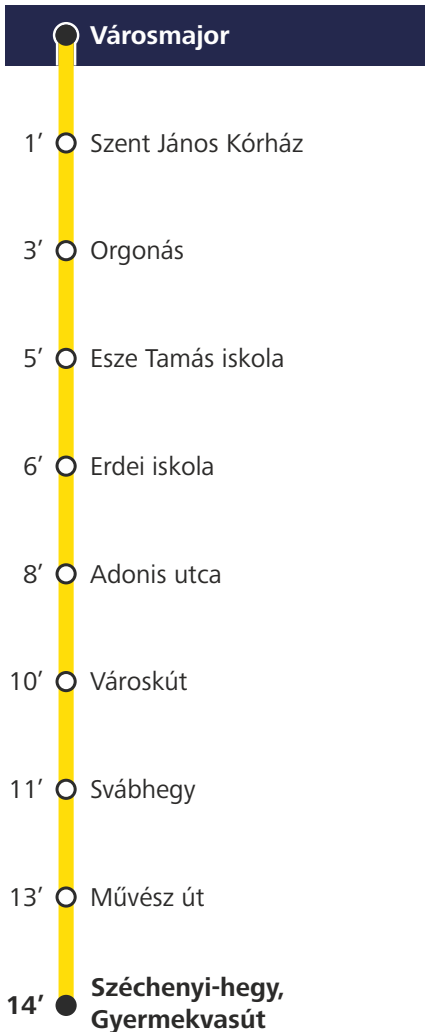 Városmajor
1’ Szent János Kórház
3’ Orgonás
5’ Esze Tamás iskola
6’ Erdei iskola
8’ Adonis utca
10’ Városkút
11’ Svábhegy
13’ Művész út
14’ Széchenyi-hegy,
Gyermekvasút